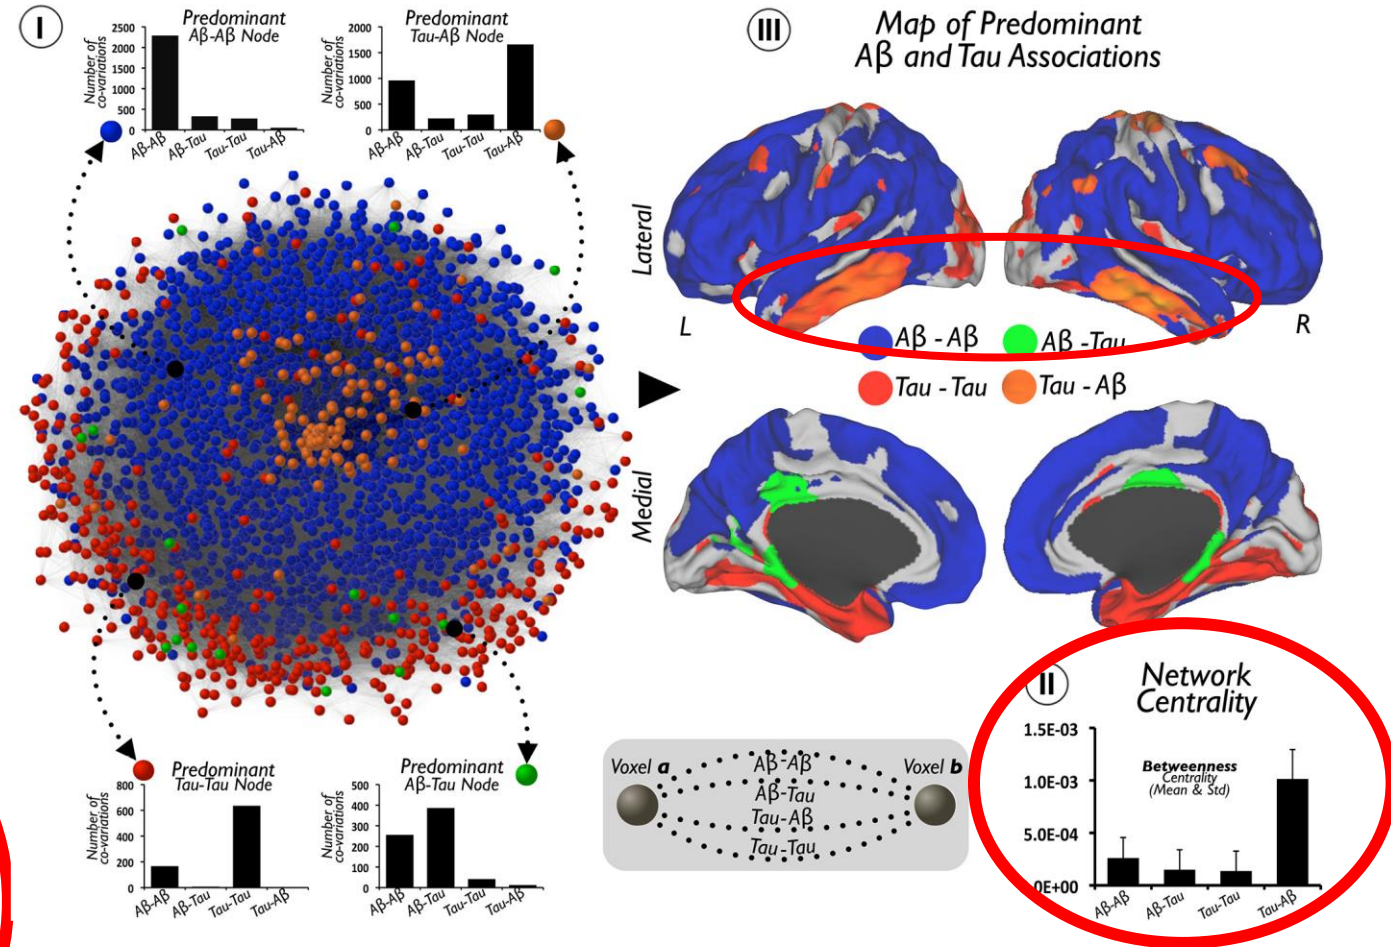 I
Predominant
Aβ-Aβ Node
Number of
co-variations
2500
2000
1500
1000
500
0
Aβ-Aβ
Aβ-Tau
Tau-Tau
Tau-Aβ
Predominant
Tau-Aβ Node
Number of
co-variations
2000
1500
1000
500
0
Aβ-Aβ
Aβ-Tau
Tau-Tau
Tau-Aβ
III
Map of Predominant
Aβ and Tau Associations
Lateral
L
R
Aβ - Aβ
Aβ -Tau
Tau - Tau
Tau - Aβ
Medial
Predominant
Tau-Tau Node
Number of
co-variations
800
600
400
200
0
Aβ-Aβ
Aβ-Tau
Tau-Tau
Tau-Aβ
Predominant
Aβ-Tau Node
Number of
co-variations
500
400
300
200
100
0
Aβ-Aβ
Aβ-Tau
Tau-Tau
Tau-Aβ
Voxel a
Voxel b
Aβ-Aβ
Aβ-Tau
Tau-Aβ
Tau-Tau
II
Network
Centrality
1.5E-03
1.0E-03
5.0E-04
0E+00
Betweenness
Centrality
(Mean & Std)
Aβ-Aβ
Aβ-Tau
Tau-Tau
Tau-Aβ